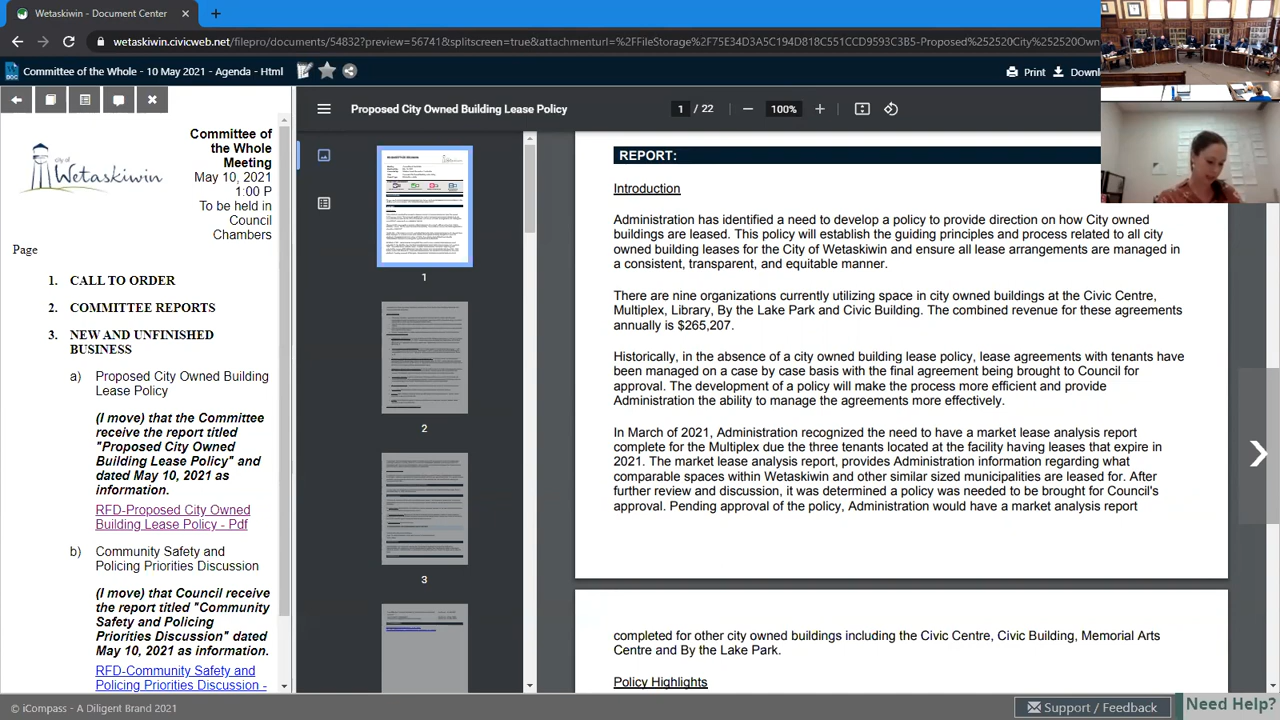 Wetaskiwin - Document Center
Committee of the Whole - 10 May 2021 - Agenda - Html
Print
Committee of
the Whole
Meeting
May 10, 2021
1:00 P
To be held in
Council
Chambers
city of
Wetaskiwin
Page
1. CALL TO ORDER
2. COMMITTEE REPORTS
3. NEW AND UNFINISHED
BUSINESS
a) Proposed City Owned Building
Lease Policy
(I move) that the Committee
receive the report titled
"Proposed City Owned
Building Lease Policy" and
dated May 10, 2021 as
information.
RFD-Proposed City Owned
Building Lease Policy - Pdf
b) Community Safety and
Policing Priorities Discussion
(I move) that Council receive
the report titled "Community
Safety and Policing
Priorities Discussion" dated
May 10, 2021 as information.
RFD-Community Safety and
Policing Priorities Discussion -
Proposed City Owned Building Lease Policy
1 / 22
100%
1
2
3
REPORT:
Introduction
Administration has identified a need to develop a policy to provide direction on how City owned
buildings are leased. This policy will establish the guiding principles and process related to all city
owned building leases for the City of Wetaskiwin and ensure all lease arrangements are managed in
a consistent, transparent, and equitable manner.
There are nine organizations currently utilizing space in city owned buildings at the Civic Centre,
Multiplex, Library, By the Lake Park and Civic Building. The combined revenue for these agreements
annually is $265,207.
Historically, in the absence of a city owned building lease policy, lease agreements with tenants have
been managed on a case by case basis with the final agreement being brought to Council for
approval. The development of a policy will make the process more efficient and provide
Administration the ability to manage the agreements more effectively.
In March of 2021, Administration recognized the need to have a market lease analysis report
complete for the Multiplex due the three tenants located at the facility having leases that expire in
2021. The market lease analysis report provides Administration information regarding what
comparable spaces within Wetaskiwin and other similar sized municipalities are leased for. After
further review and discussion, it was determined a policy was needed to be brought for Council's
approval. Pending approval of the policy, Administration would have a market analysis report
completed for other city owned buildings including the Civic Centre, Civic Building, Memorial Arts
Centre and By the Lake Park.
Policy Highlights
© iCompass - A Diligent Brand 2021
Support / Feedback
Need Help?